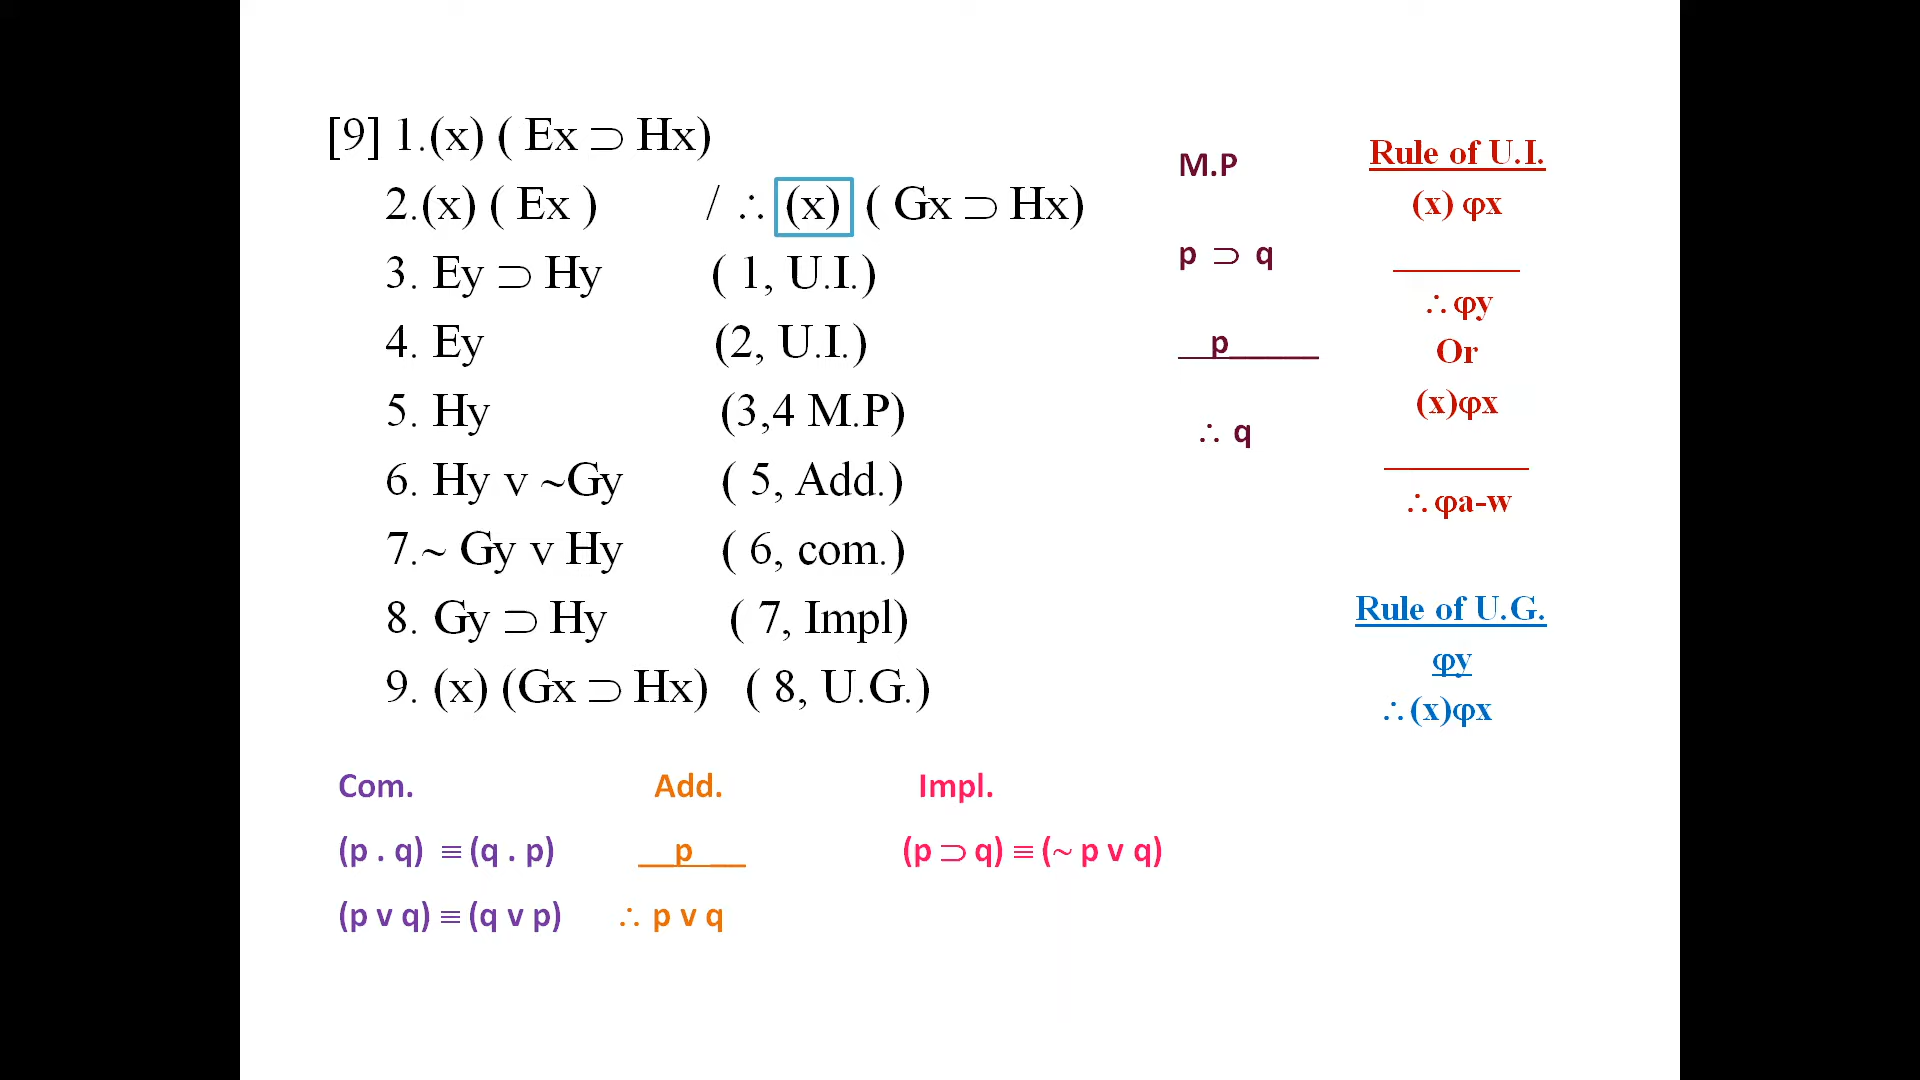 [9] 1.(x) ( Ex ⊃ Hx)
2.(x) ( Ex ) / ∴ (x) ( Gx ⊃ Hx)
3. Ey ⊃ Hy ( 1, U.I.)
4. Ey (2, U.I.)
5. Hy (3,4 M.P)
6. Hy v ~Gy ( 5, Add.)
7.~ Gy v Hy ( 6, com.)
8. Gy ⊃ Hy ( 7, Impl)
9. (x) (Gx ⊃ Hx) ( 8, U.G.)
M.P
p ⊃ q
p
∴ q
Rule of U.I.
(x) φx
∴φy
Or
(x)φx
∴φa-w
Rule of U.G.
φy
∴(x)φx
Com.
(p . q) ≡ (q . p)
(p v q) ≡ (q v p)
Add.
p
∴ p v q
Impl.
(p ⊃ q) ≡ (~ p v q)